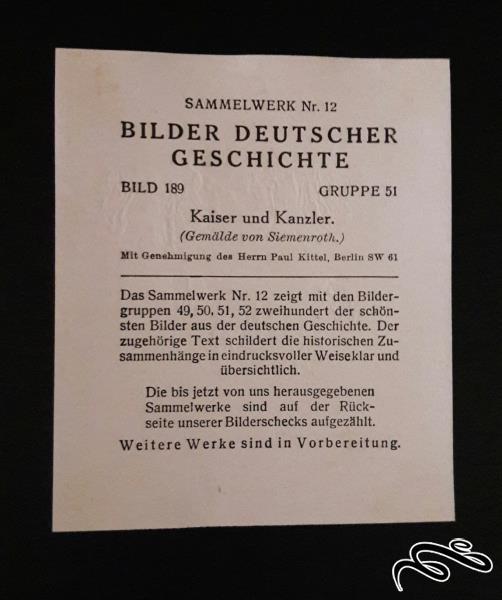 SAMMELWERK Nr. 12
BILDER DEUTSCHER
GESCHICHTE
BILD 189 GRUPPE 51
Kaiser und Kanzler.
(Gemälde von Siemenroth.)
Mit Genehmigung des Herrn Paul Kittel, Berlin SW 61
Das Sammelwerk Nr. 12 zeigt mit den Bilder-
gruppen 49, 50, 51, 52 zweihundert der schön-
sten Bilder aus der deutschen Geschichte. Der
zugehörige Text schildert die historischen Zu-
sammenhänge in eindrucksvoller Weise klar und
übersichtlich.
Die bis jetzt von uns herausgegebenen
Sammelwerke sind auf der Rück-
seite unserer Bilderschecks aufgezählt.
Weitere Werke sind in Vorbereitung.